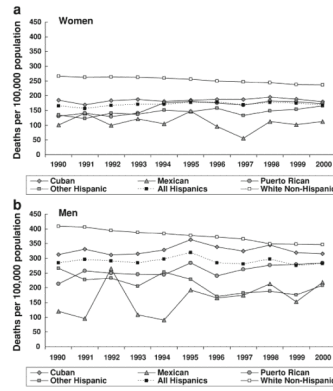 a
Women
Deaths per 100,000 population
450
400
350
300
250
200
150
100
50
0
1990 1991 1992 1993 1994 1995 1996 1997 1998 1999 2000
Cuban Mexican Puerto Rican
Other Hispanic All Hispanics White Non-Hispanic
b
Men
Deaths per 100,000 population
450
400
350
300
250
200
150
100
50
0
1990 1991 1992 1993 1994 1995 1996 1997 1998 1999 2000
Cuban Mexican Puerto Rican
Other Hispanic All Hispanics White Non-Hispanic